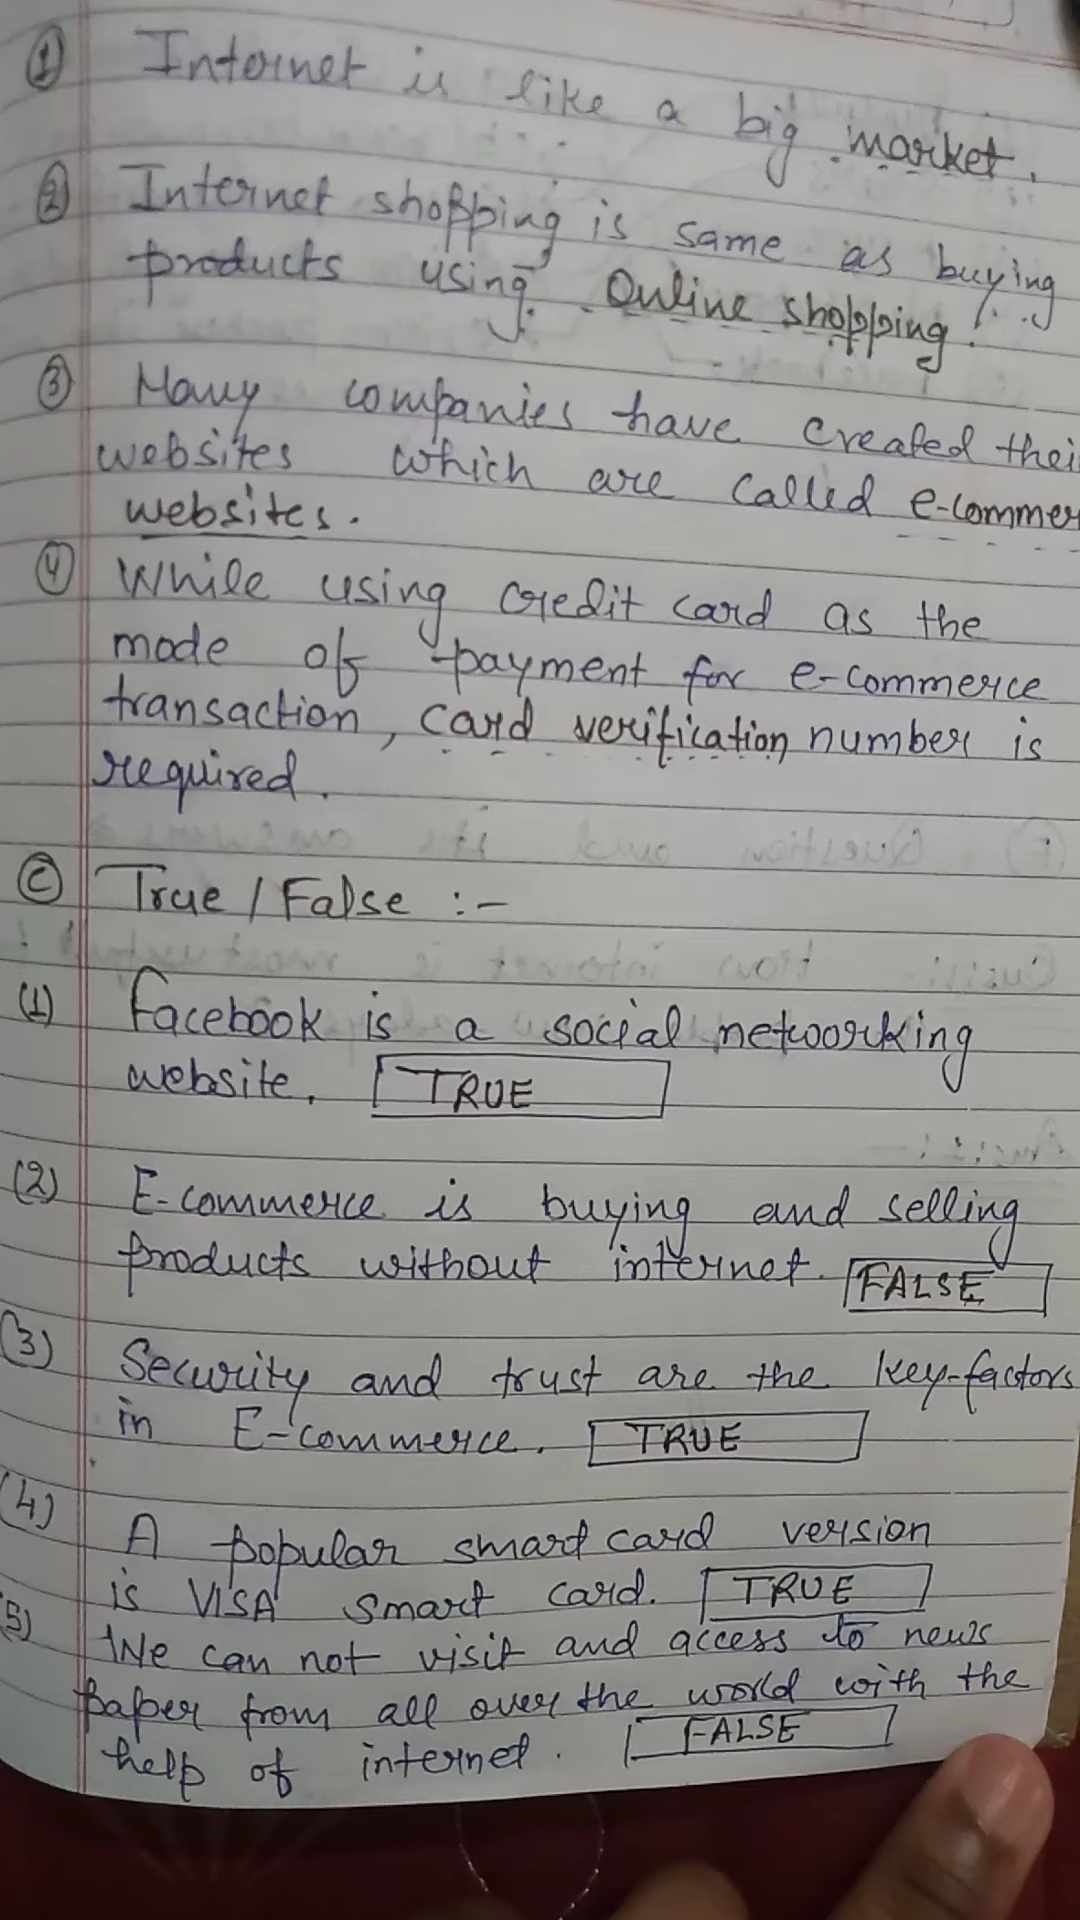 ① Internet is like a big market.
② Internet shopping is same as buying
products using Online shopping.
③ Many companies have created thei
websites which are called e-commer
websites.
④ While using credit card as the
mode of payment for e-commerce
transaction, card verification number is
required.
Ⓒ True / False :-
(1) Facebook is a social networking
website. TRUE
(2) E-commerce is buying and selling
products without internet. FALSE
(3) Security and trust are the key-factors
in E-commerce. TRUE
(4) A popular smart card version
is VISA smart card. TRUE
(5) We can not visit and access to news
paper from all over the world with the
help of internet. FALSE